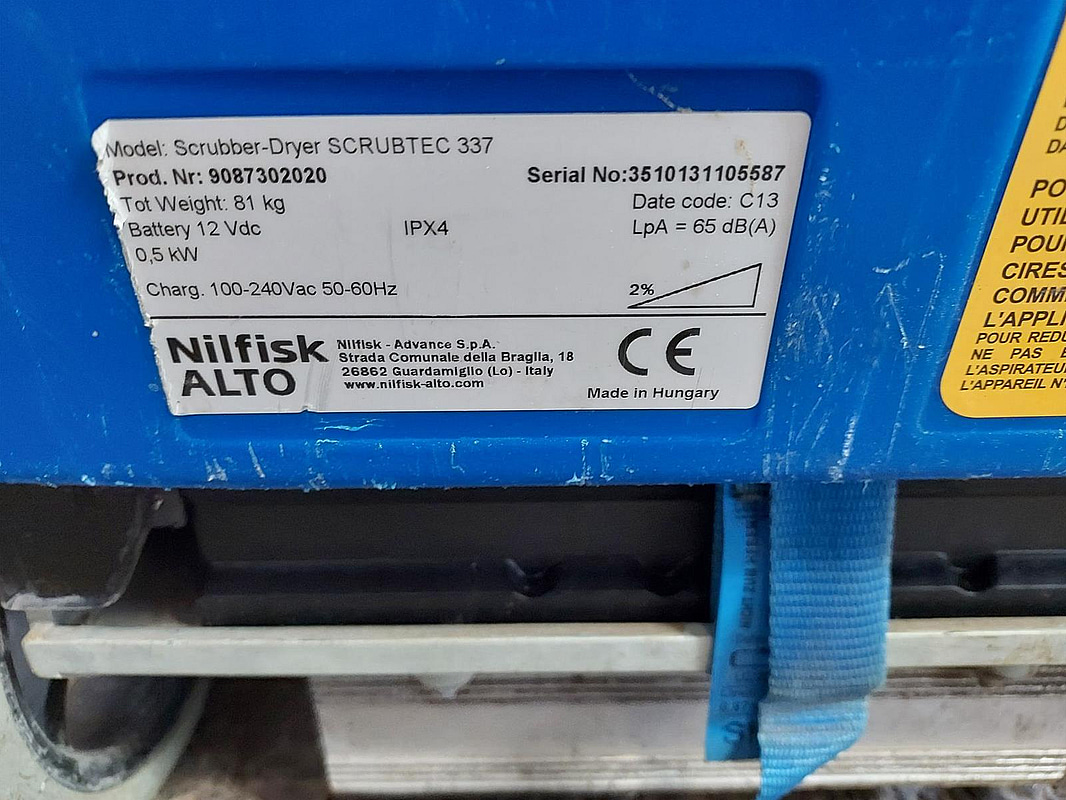 Model: Scrubber-Dryer SCRUBTEC 337
Prod. Nr: 9087302020
Serial No:3510131105587
Tot Weight: 81 kg
Date code: C13
Battery 12 Vdc
IPX4
LpA = 65 dB(A)
0,5 kW
2%
Charg. 100-240Vac 50-60Hz
Nilfisk
ALTO
Nilfisk - Advance S.p.A.
Strada Comunale della Braglia, 18
26862 Guardamiglio (Lo) - Italy
www.nilfisk-alto.com
CE
Made in Hungary
PO
UTIL
POUR
CIRES
COMM
L'APPLI
POUR REDU
NE PAS
L'ASPIRATEU
L'APPAREIL N'